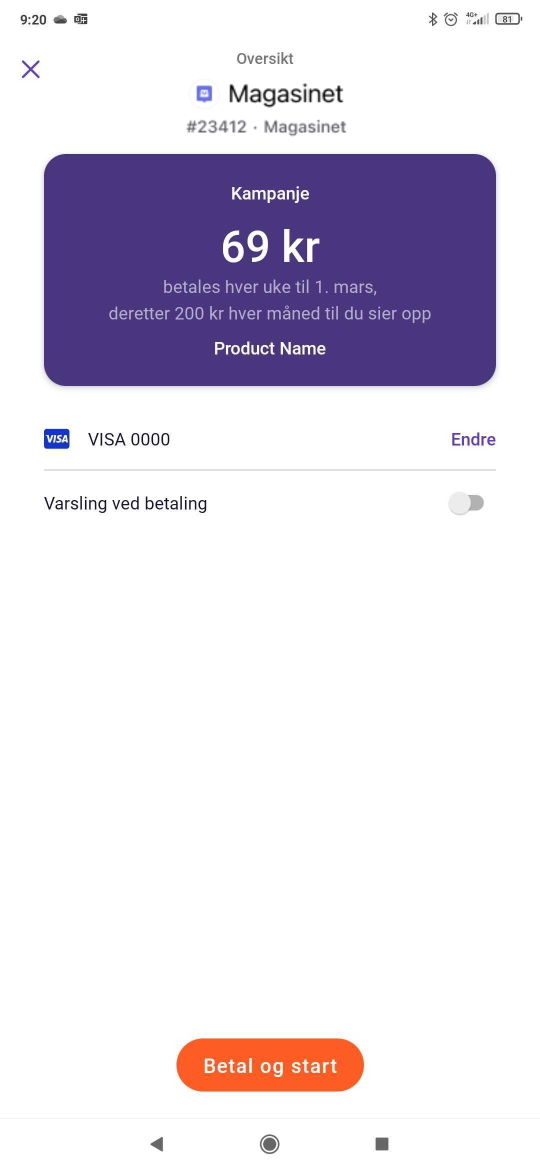 9:20
4G+
81
Oversikt
Magasinet
#23412 · Magasinet
Kampanje
69 kr
betales hver uke til 1. mars,
deretter 200 kr hver måned til du sier opp
Product Name
VISA VISA 0000 Endre
Varsling ved betaling
Betal og start